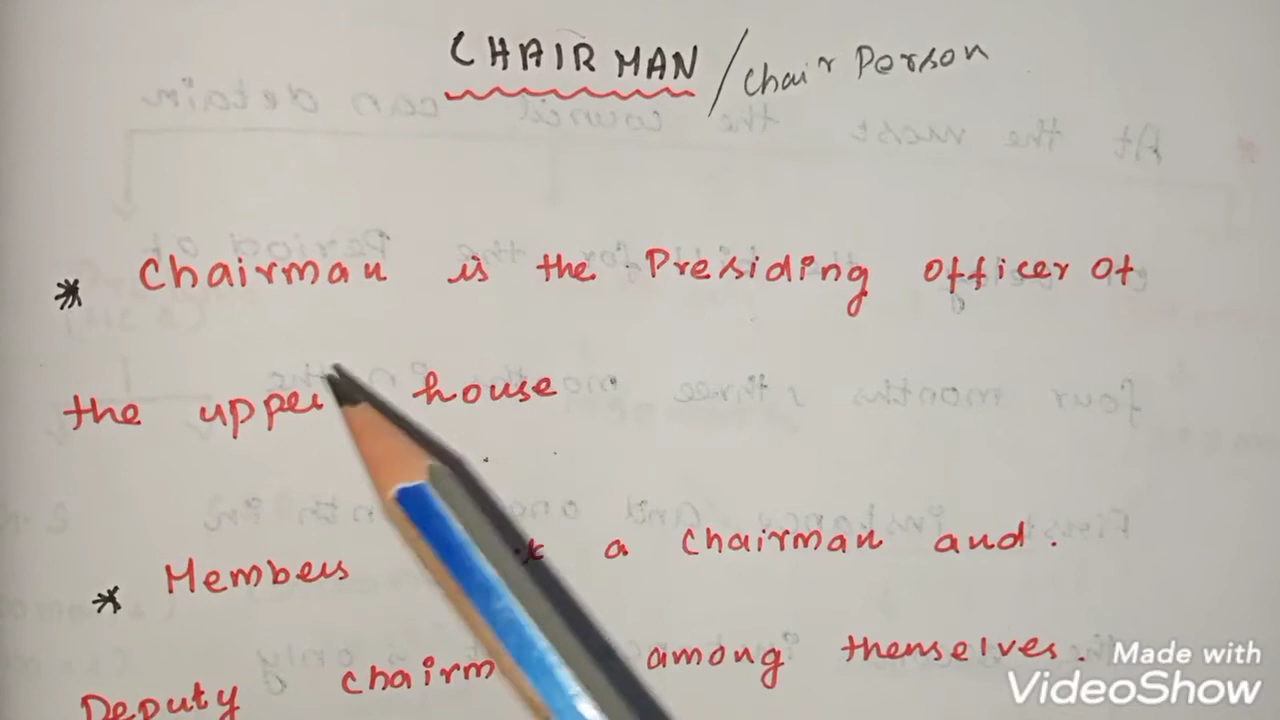 CHAIRMAN / Chair Person
* Chairman is the Presiding officer of
the upper house
* Members a chairman and.
Deputy chairm among themselves.
Made with
VideoShow